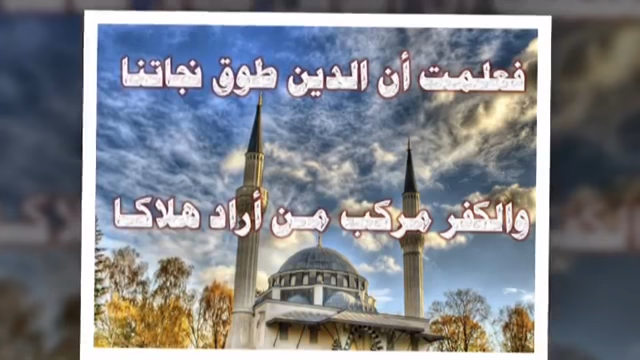 فعلمت أن الدين طوق نجاتنا
والكفر مركب من أراد هلاكا